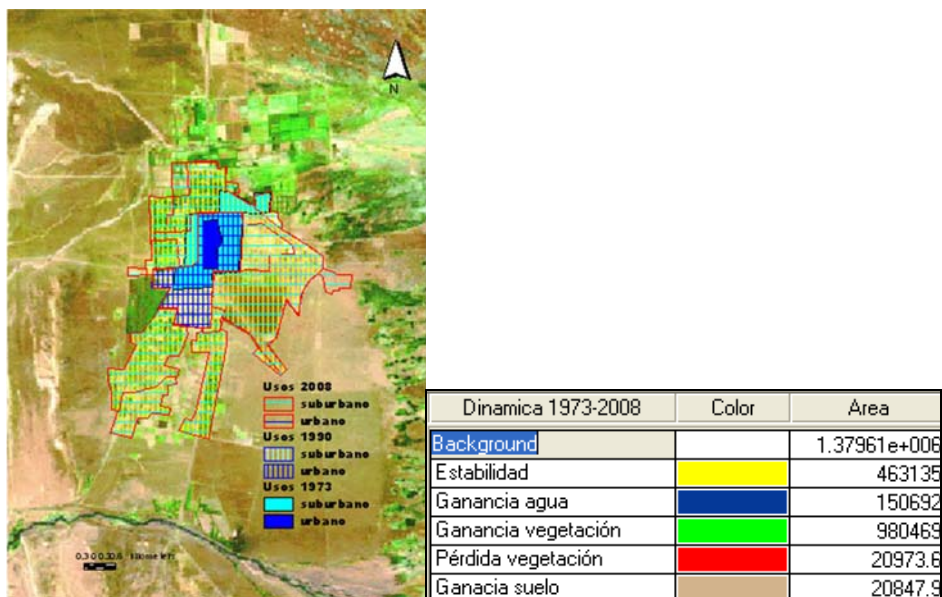 N
Usos 2008
suburbano
urbano
Usos 1990
suburbano
urbano
Usos 1973
suburbano
urbano
Dinamica 1973-2008 Color Area
Background 1.37961e+006
Estabilidad 463135
Ganancia agua 150692
Ganancia vegetación 980469
Pérdida vegetación 20973.6
Ganacia suelo 20847.9